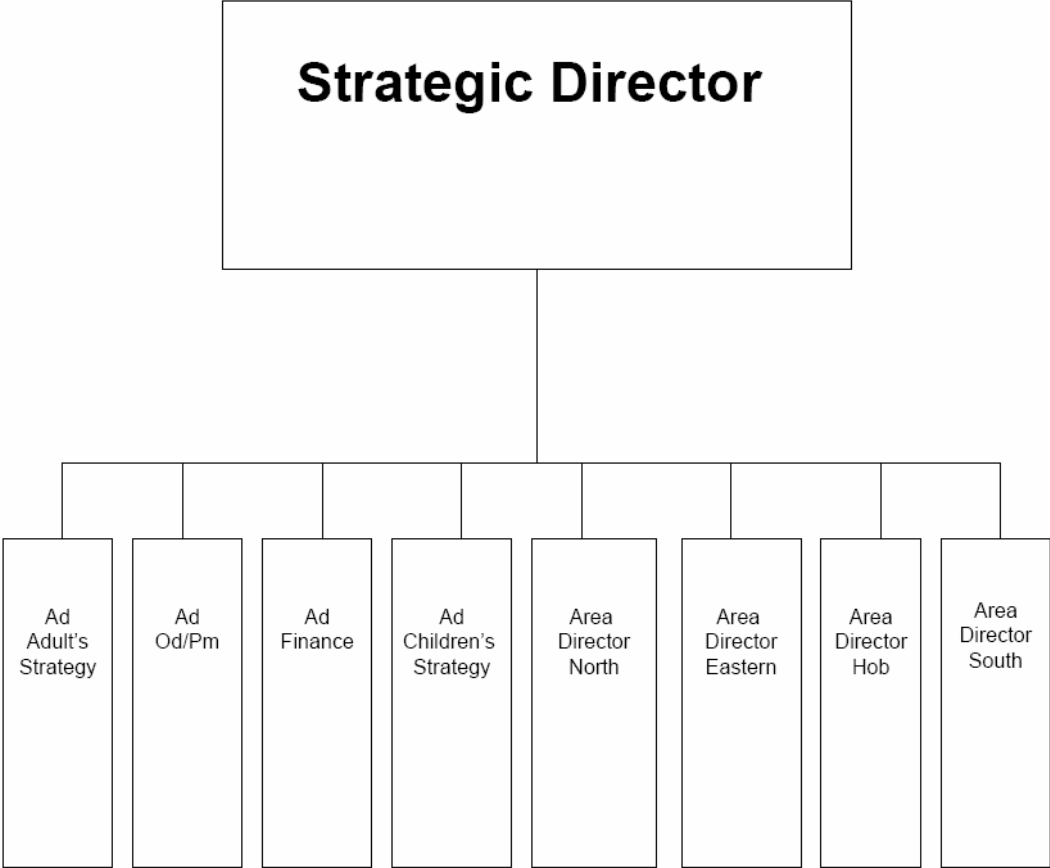 Strategic Director
Ad
Adult's
Strategy
Ad
Od/Pm
Ad
Finance
Ad
Children's
Strategy
Area
Director
North
Area
Director
Eastern
Area
Director
Hob
Area
Director
South